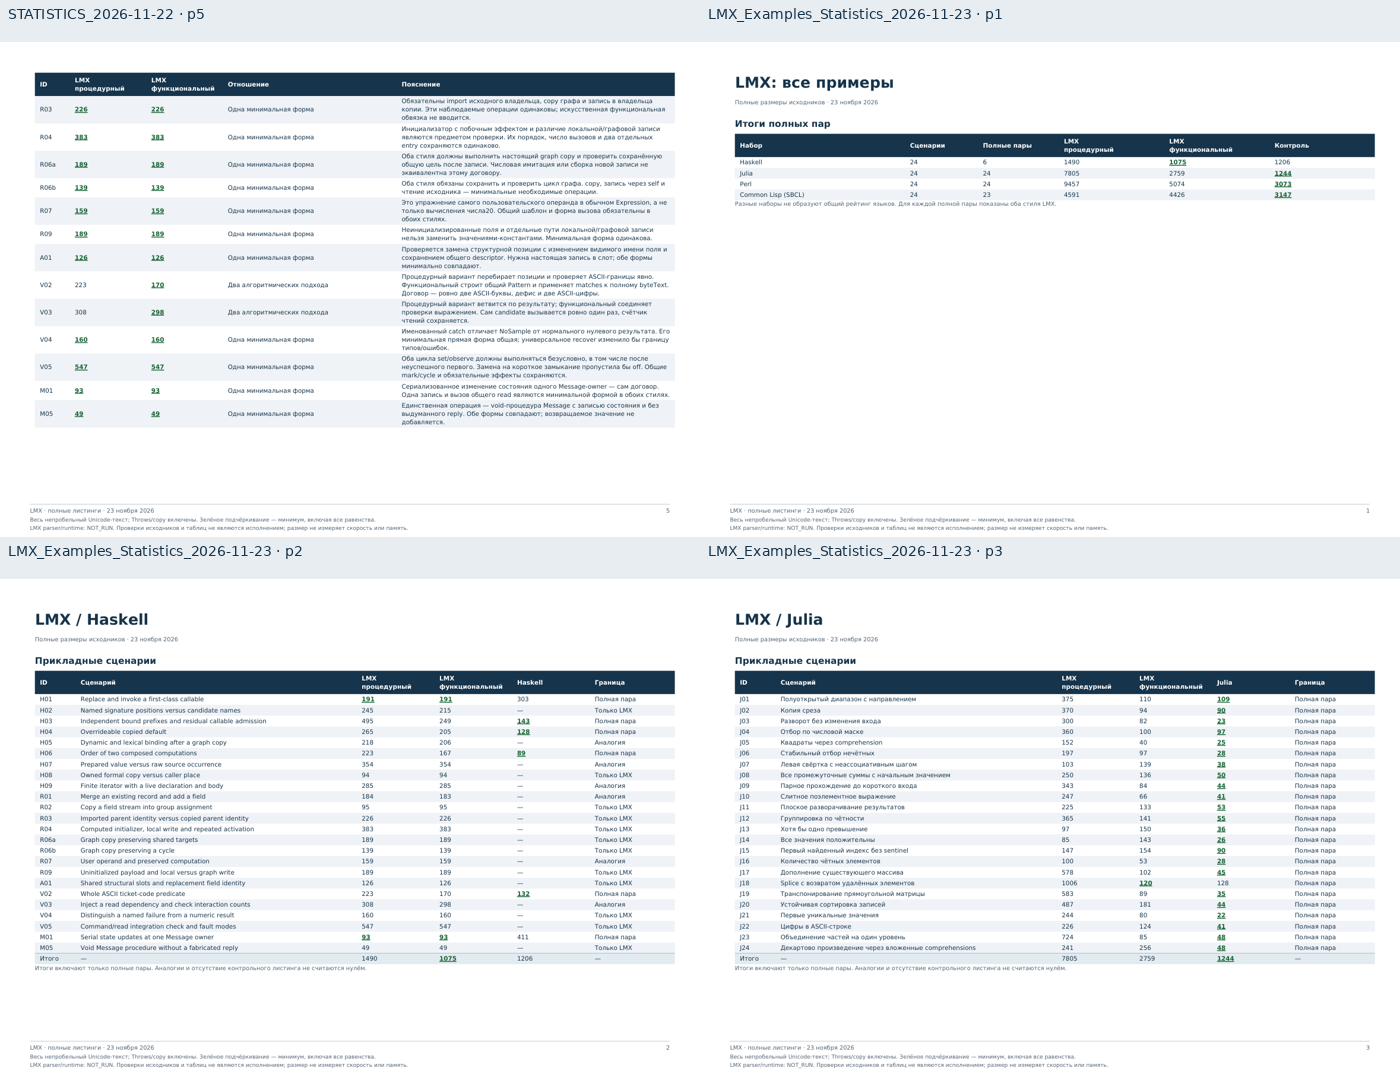 STATISTICS_2026-11-22 · p5
ID LMX процедурный LMX функциональный Отношение Пояснение
R03 226 226 Одна минимальная форма Обязательны import исходного владельца, copy графа и запись в владельца
копии. Эти наблюдаемые операции одинаковы; искусственная функциональная
обвязка не вводится.
R04 383 383 Одна минимальная форма Инициализатор с побочным эффектом и различие локальной/графовой записи
являются предметом проверки. Их порядок, число вызовов и два отдельных
entry сохраняются одинаково.
R06a 189 189 Одна минимальная форма Оба стиля должны выполнить настоящий graph copy и проверить сохранённую
общую цель после записи. Числовая имитация или сборка новой записи не
эквивалентна этому договору.
R06b 139 139 Одна минимальная форма Оба стиля обязаны сохранить и проверить цикл графа. copy, запись через self и
чтение исходника — минимальные необходимые операции.
R07 159 159 Одна минимальная форма Это упражнение самого пользовательского операнда в обычном Expression, а не
только вычисления числа20. Общий шаблон и форма вызова обязательны в
обоих стилях.
R09 189 189 Одна минимальная форма Неинициализированные поля и отдельные пути локальной/графовой записи
нельзя заменить значениями-константами. Минимальная форма одинакова.
A01 126 126 Одна минимальная форма Проверяется замена структурной позиции с изменением видимого имени поля и
сохранением общего descriptor. Нужна настоящая запись в слот; обе формы
минимально совпадают.
V02 223 170 Два алгоритмических подхода Процедурный вариант перебирает позиции и проверяет ASCII-границы явно.
Функциональный строит общий Pattern и применяет matches к полному byteText.
Договор — ровно две ASCII-буквы, дефис и две ASCII-цифры.
V03 308 298 Два алгоритмических подхода Процедурный вариант ветвится по результату; функциональный соединяет
проверки выражением. Сам candidate вызывается ровно один раз, счётчик
чтений сохраняется.
V04 160 160 Одна минимальная форма Именованный catch отличает NoSample от нормального нулевого результата. Его
минимальная прямая форма общая; универсальное recover изменило бы границу
типов/ошибок.
V05 547 547 Одна минимальная форма Оба цикла set/observe должны выполняться безусловно, в том числе после
неуспешного первого. Замена на короткое замыкание пропустила бы off. Общие
mark/cycle и обязательные эффекты сохраняются.
M01 93 93 Одна минимальная форма Сериализованное изменение состояния одного Message-owner — сам договор.
Одна запись и вызов общего read являются минимальной формой в обоих стилях.
M05 49 49 Одна минимальная форма Единственная операция — void-процедура Message с записью состояния и без
выдуманного reply. Обе формы совпадают; возвращаемое значение не
добавляется.
LMX · полные листинги · 23 ноября 2026 5
Весь непробельный Unicode-текст; Throws/copy включены. Зелёное подчёркивание — минимум, включая все равенства.
LMX parser/runtime: NOT_RUN. Проверки исходников и таблиц не являются исполнением; размер не измеряет скорость или память.
LMX_Examples_Statistics_2026-11-23 · p1
LMX: все примеры
Полные размеры исходников · 23 ноября 2026
Итоги полных пар
Набор Сценарии Полные пары LMX процедурный LMX функциональный Контроль
Haskell 24 6 1490 1075 1206
Julia 24 24 7805 2759 1244
Perl 24 24 9457 5074 3073
Common Lisp (SBCL) 24 23 4591 4426 3147
Разные наборы не образуют общий рейтинг языков. Для каждой полной пары показаны оба стиля LMX.
LMX · полные листинги · 23 ноября 2026 1
Весь непробельный Unicode-текст; Throws/copy включены. Зелёное подчёркивание — минимум, включая все равенства.
LMX parser/runtime: NOT_RUN. Проверки исходников и таблиц не являются исполнением; размер не измеряет скорость или память.
LMX_Examples_Statistics_2026-11-23 · p2
LMX / Haskell
Полные размеры исходников · 23 ноября 2026
Прикладные сценарии
ID Сценарий LMX процедурный LMX функциональный Haskell Граница
H01 Replace and invoke a first-class callable 191 191 303 Полная пара
H02 Named signature positions versus candidate names 245 215 — Только LMX
H03 Independent bound prefixes and residual callable admission 495 249 143 Полная пара
H04 Overrideable copied default 265 205 128 Полная пара
H05 Dynamic and lexical binding after a graph copy 218 206 — Аналогия
H06 Order of two composed computations 223 167 89 Полная пара
H07 Prepared value versus raw source occurrence 354 354 — Аналогия
H08 Owned formal copy versus caller place 94 94 — Только LMX
H09 Finite iterator with a live declaration and body 285 285 — Аналогия
R01 Merge an existing record and add a field 184 183 — Аналогия
R02 Copy a field stream into group assignment 95 95 — Только LMX
R03 Imported parent identity versus copied parent identity 226 226 — Только LMX
R04 Computed initializer, local write and repeated activation 383 383 — Только LMX
R06a Graph copy preserving shared targets 189 189 — Только LMX
R06b Graph copy preserving a cycle 139 139 — Только LMX
R07 User operand and preserved computation 159 159 — Аналогия
R09 Uninitialized payload and local versus graph write 189 189 — Только LMX
A01 Shared structural slots and replacement field identity 126 126 — Только LMX
V02 Whole ASCII ticket-code predicate 223 170 132 Полная пара
V03 Inject a read dependency and check interaction counts 308 298 — Аналогия
V04 Distinguish a named failure from a numeric result 160 160 — Только LMX
V05 Command/read integration check and fault modes 547 547 — Только LMX
M01 Serial state updates at one Message owner 93 93 411 Полная пара
M05 Void Message procedure without a fabricated reply 49 49 — Только LMX
Итого — 1490 1075 1206 —
Итоги включают только полные пары. Аналогии и отсутствие контрольного листинга не считаются нулём.
LMX · полные листинги · 23 ноября 2026 2
Весь непробельный Unicode-текст; Throws/copy включены. Зелёное подчёркивание — минимум, включая все равенства.
LMX parser/runtime: NOT_RUN. Проверки исходников и таблиц не являются исполнением; размер не измеряет скорость или память.
LMX_Examples_Statistics_2026-11-23 · p3
LMX / Julia
Полные размеры исходников · 23 ноября 2026
Прикладные сценарии
ID Сценарий LMX процедурный LMX функциональный Julia Граница
J01 Полуоткрытый диапазон с направлением 375 110 109 Полная пара
J02 Копия среза 370 94 90 Полная пара
J03 Разворот без изменения входа 300 82 23 Полная пара
J04 Отбор по числовой маске 360 100 97 Полная пара
J05 Квадраты через comprehension 152 40 25 Полная пара
J06 Стабильный отбор нечётных 197 97 28 Полная пара
J07 Левая свёртка с неассоциативным шагом 103 139 38 Полная пара
J08 Все промежуточные суммы с начальным значением 250 136 50 Полная пара
J09 Парное прохождение до короткого входа 343 84 44 Полная пара
J10 Слитное поэлементное выражение 247 66 41 Полная пара
J11 Плоское разворачивание результатов 225 133 53 Полная пара
J12 Группировка по чётности 365 141 55 Полная пара
J13 Хотя бы одно превышение 97 150 36 Полная пара
J14 Все значения положительны 85 143 26 Полная пара
J15 Первый найденный индекс без sentinel 147 154 90 Полная пара
J16 Количество чётных элементов 100 53 28 Полная пара
J17 Дополнение существующего массива 578 102 45 Полная пара
J18 Splice с возвратом удалённых элементов 1006 120 128 Полная пара
J19 Транспонирование прямоугольной матрицы 583 89 35 Полная пара
J20 Устойчивая сортировка записей 487 181 44 Полная пара
J21 Первые уникальные значения 244 80 22 Полная пара
J22 Цифры в ASCII-строке 226 124 41 Полная пара
J23 Объединение частей на один уровень 724 85 48 Полная пара
J24 Декартово произведение через вложенные comprehensions 241 256 48 Полная пара
Итого — 7805 2759 1244 —
Итоги включают только полные пары. Аналогии и отсутствие контрольного листинга не считаются нулём.
LMX · полные листинги · 23 ноября 2026 3
Весь непробельный Unicode-текст; Throws/copy включены. Зелёное подчёркивание — минимум, включая все равенства.
LMX parser/runtime: NOT_RUN. Проверки исходников и таблиц не являются исполнением; размер не измеряет скорость или память.